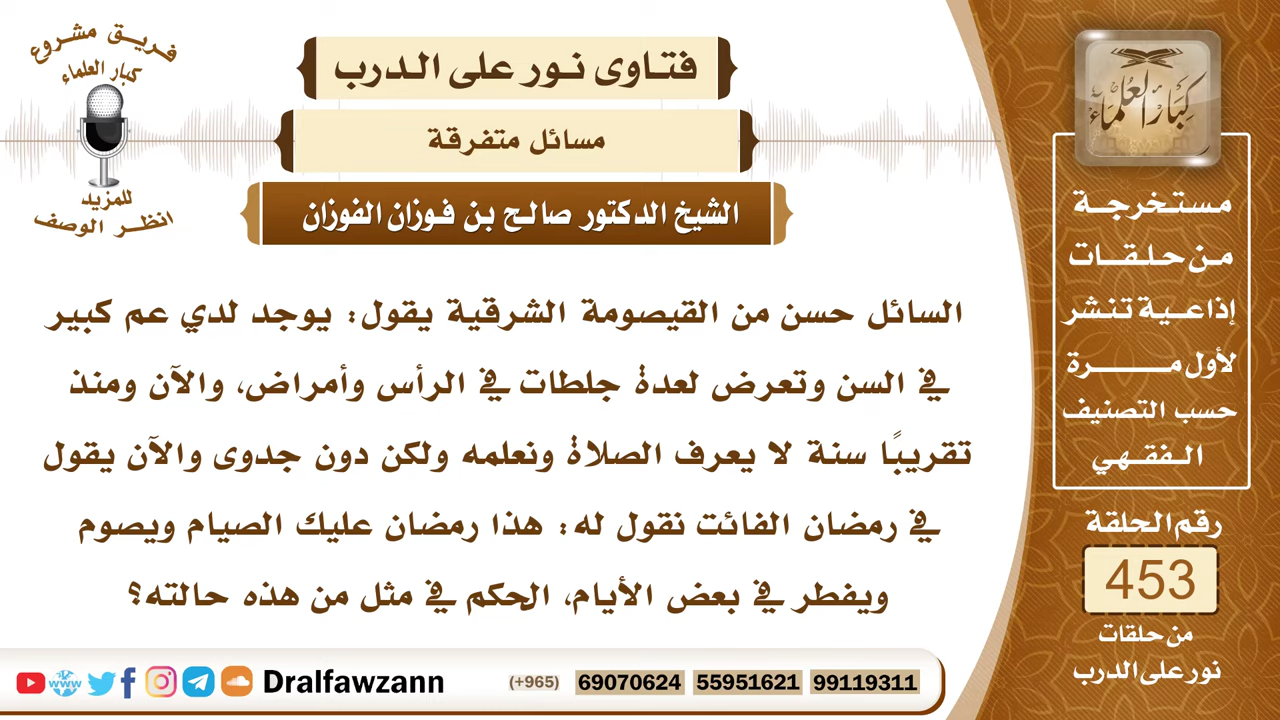 فريق مشروع
كبار العلماء
للمزيد
انظر الوصف
فتاوى نور على الدرب
مسائل متفرقة
الشيخ الدكتور صالح بن فوزان الفوزان
السائل حسن من القيصومة الشرقية يقول: يوجد لدي عم كبير
في السن وتعرض لعدة جلطات في الرأس وأمراض، والآن ومنذ
تقريبًا سنة لا يعرف الصلاة ونعلمه ولكن دون جدوى والآن يقول
في رمضان الفائت نقول له: هذا رمضان عليك الصيام ويصوم
ويفطر في بعض الأيام، الحكم في مثل من هذه حالته؟
كبار العلماء
مستخرجة
من حلقات
إذاعية تنشر
لأول مرة
حسب التصنيف
الفقهي
رقم الحلقة
453
من حلقات
نور على الدرب
www
Dralfawzann
(+965) 69070624 55951621 99119311